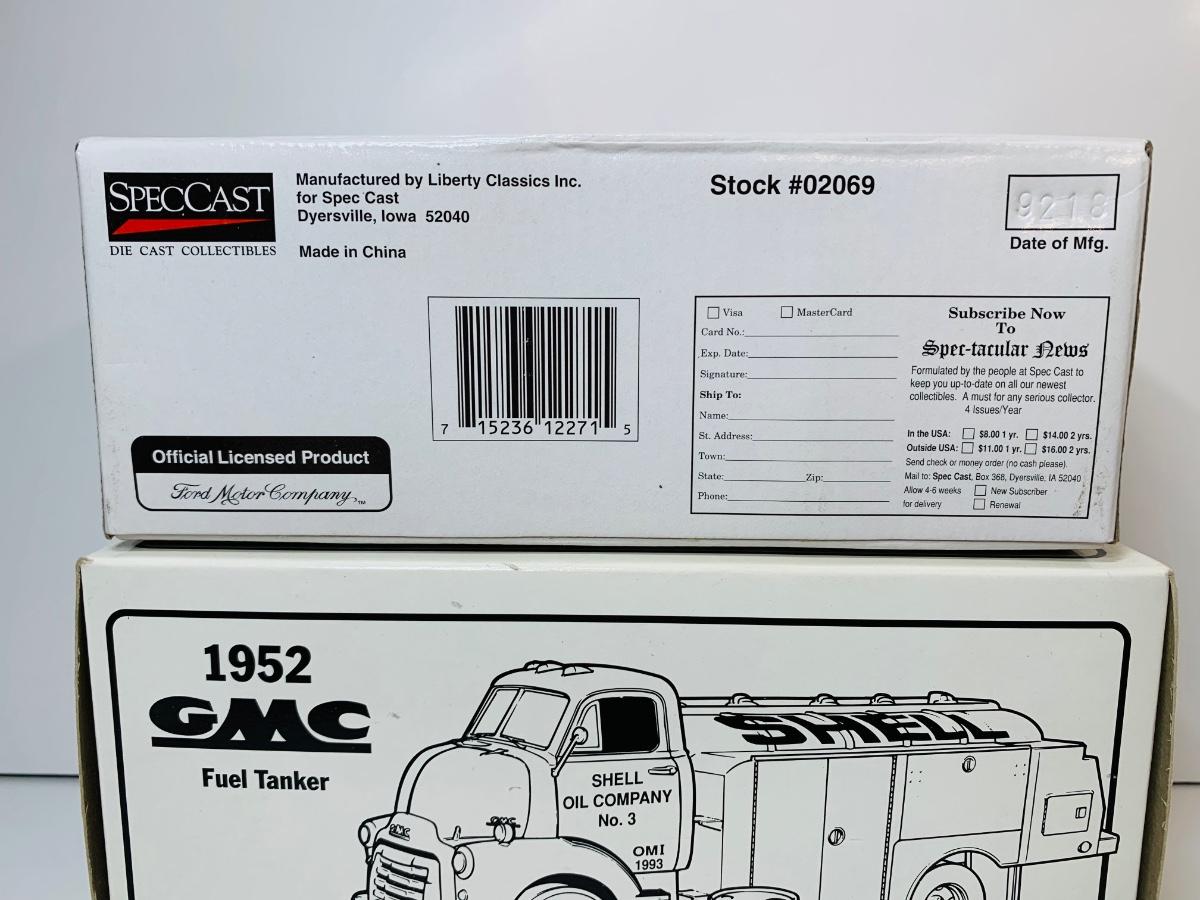 SPECCAST
DIE CAST COLLECTIBLES
Manufactured by Liberty Classics Inc.
for Spec Cast
Dyersville, Iowa 52040
Made in China
Stock #02069
9218
Date of Mfg.
7 15236 12271 5
Official Licensed Product
Ford Motor Company™
Visa MasterCard
Card No.:
Exp. Date:
Signature:
Ship To:
Name:
St. Address:
Town:
State: Zip:
Phone:
Subscribe Now
To
Spec-tacular News
Formulated by the people at Spec Cast to
keep you up-to-date on all our newest
collectibles. A must for any serious collector.
4 Issues/Year
In the USA: $8.00 1 yr. $14.00 2 yrs.
Outside USA: $11.00 1 yr. $16.00 2 yrs.
Send check or money order (no cash please).
Mail to: Spec Cast, Box 368, Dyersville, IA 52040
Allow 4-6 weeks New Subscriber
for delivery Renewal
1952
GMC
Fuel Tanker
SHELL
SHELL
OIL COMPANY
No. 3
OMI
1993
GMC
GMC